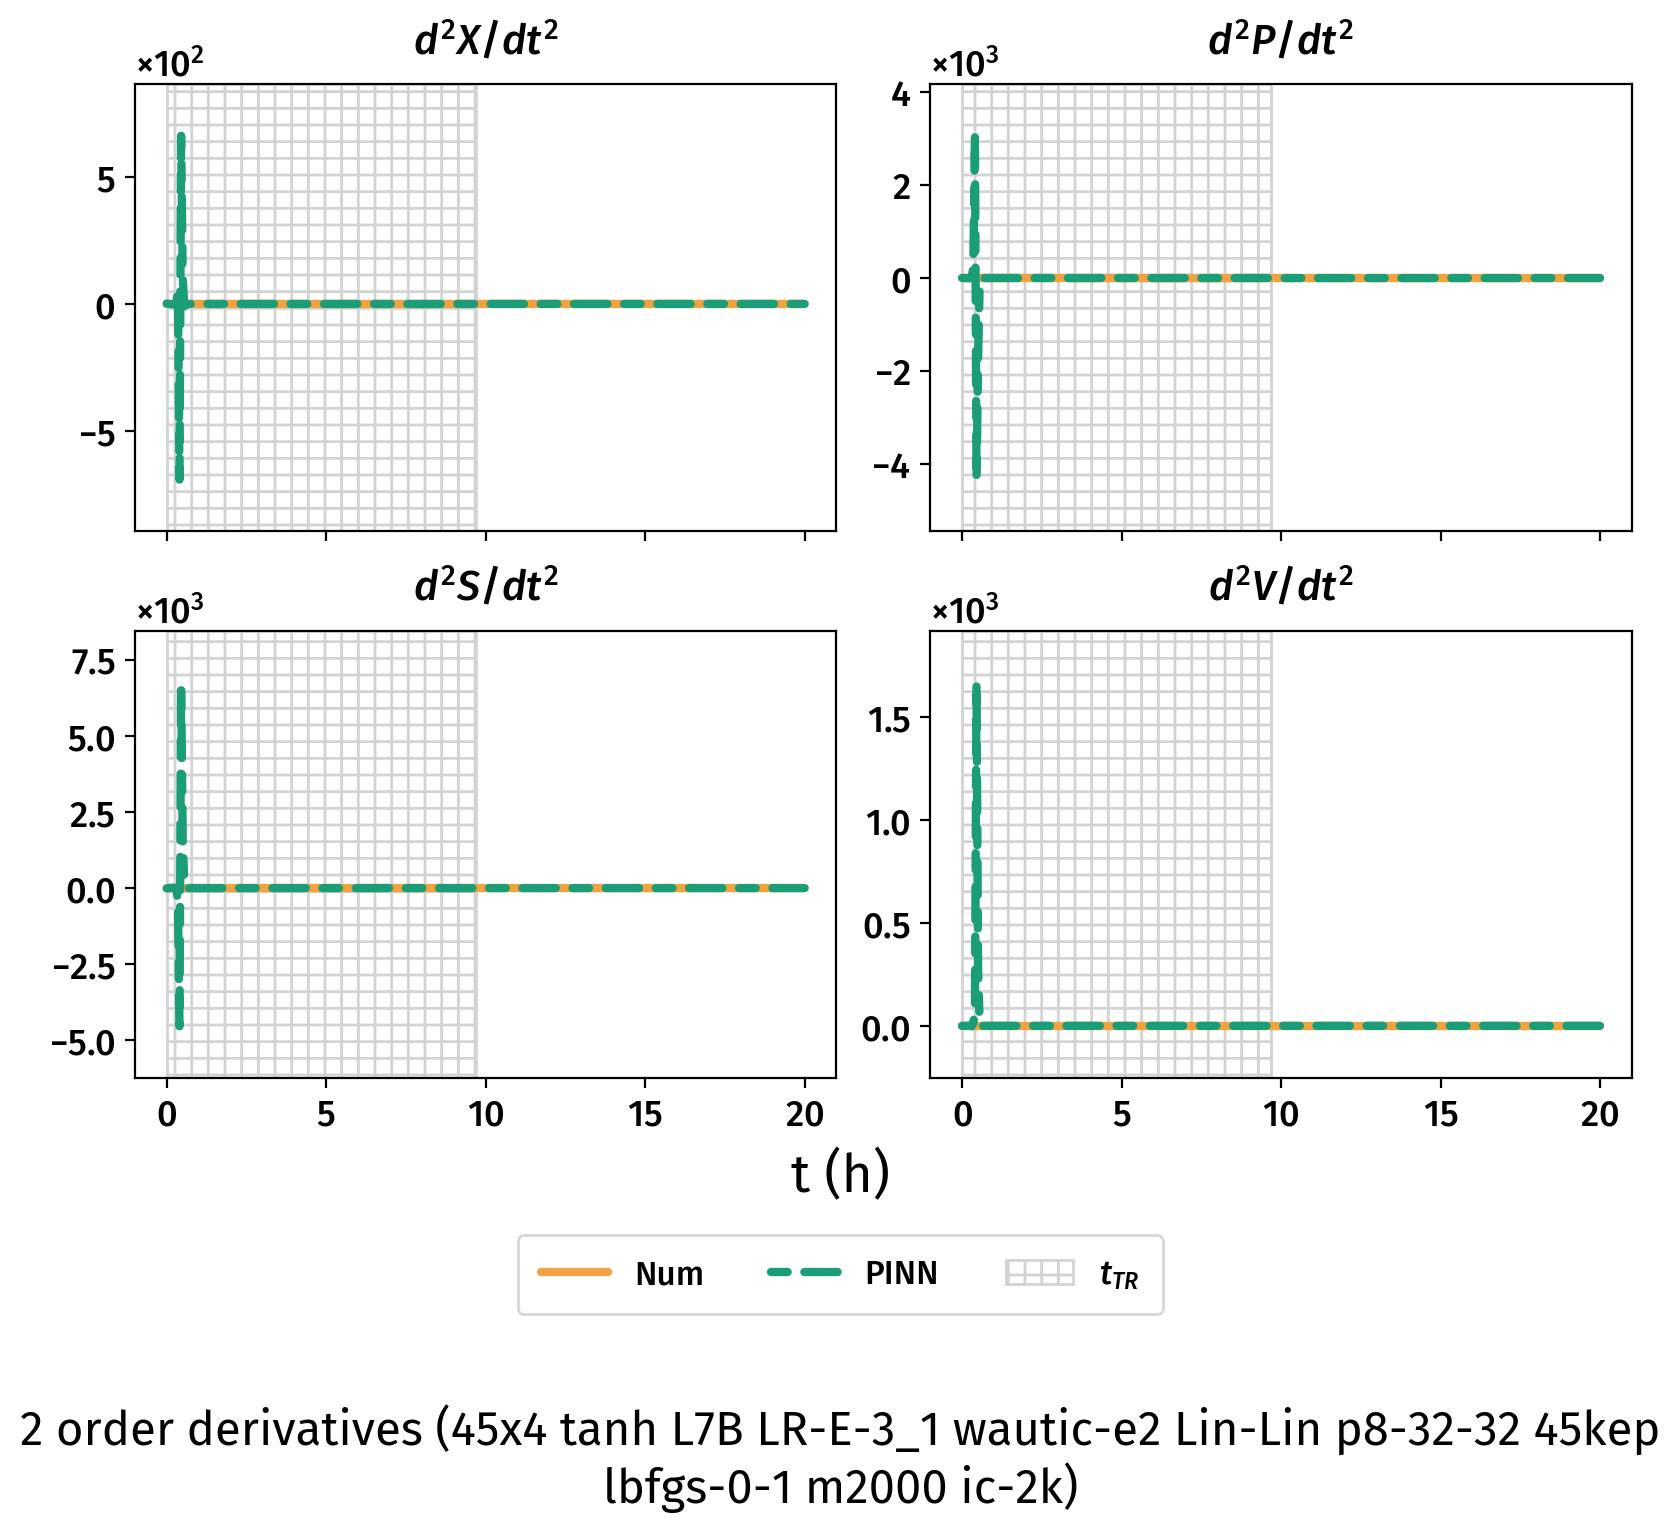 d²X/dt²
×10²
5
0
−5
d²P/dt²
×10³
4
2
0
−2
−4
d²S/dt²
×10³
7.5
5.0
2.5
0.0
−2.5
−5.0
0 5 10 15 20
d²V/dt²
×10³
1.5
1.0
0.5
0.0
0 5 10 15 20
t (h)
Num PINN t_TR
2 order derivatives (45x4 tanh L7B LR-E-3_1 wautic-e2 Lin-Lin p8-32-32 45kep
lbfgs-0-1 m2000 ic-2k)